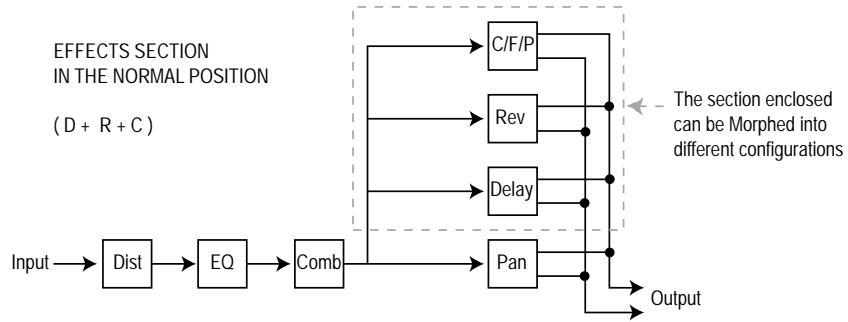 EFFECTS SECTION
IN THE NORMAL POSITION
( D + R + C )
C/F/P
Rev
Delay
The section enclosed
can be Morphed into
different configurations
Input
Dist
EQ
Comb
Pan
Output